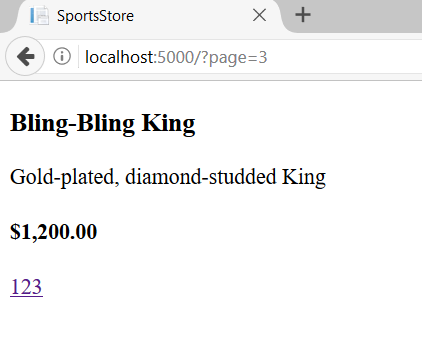 SportsStore
localhost:5000/?page=3
Bling-Bling King
Gold-plated, diamond-studded King
$1,200.00
123